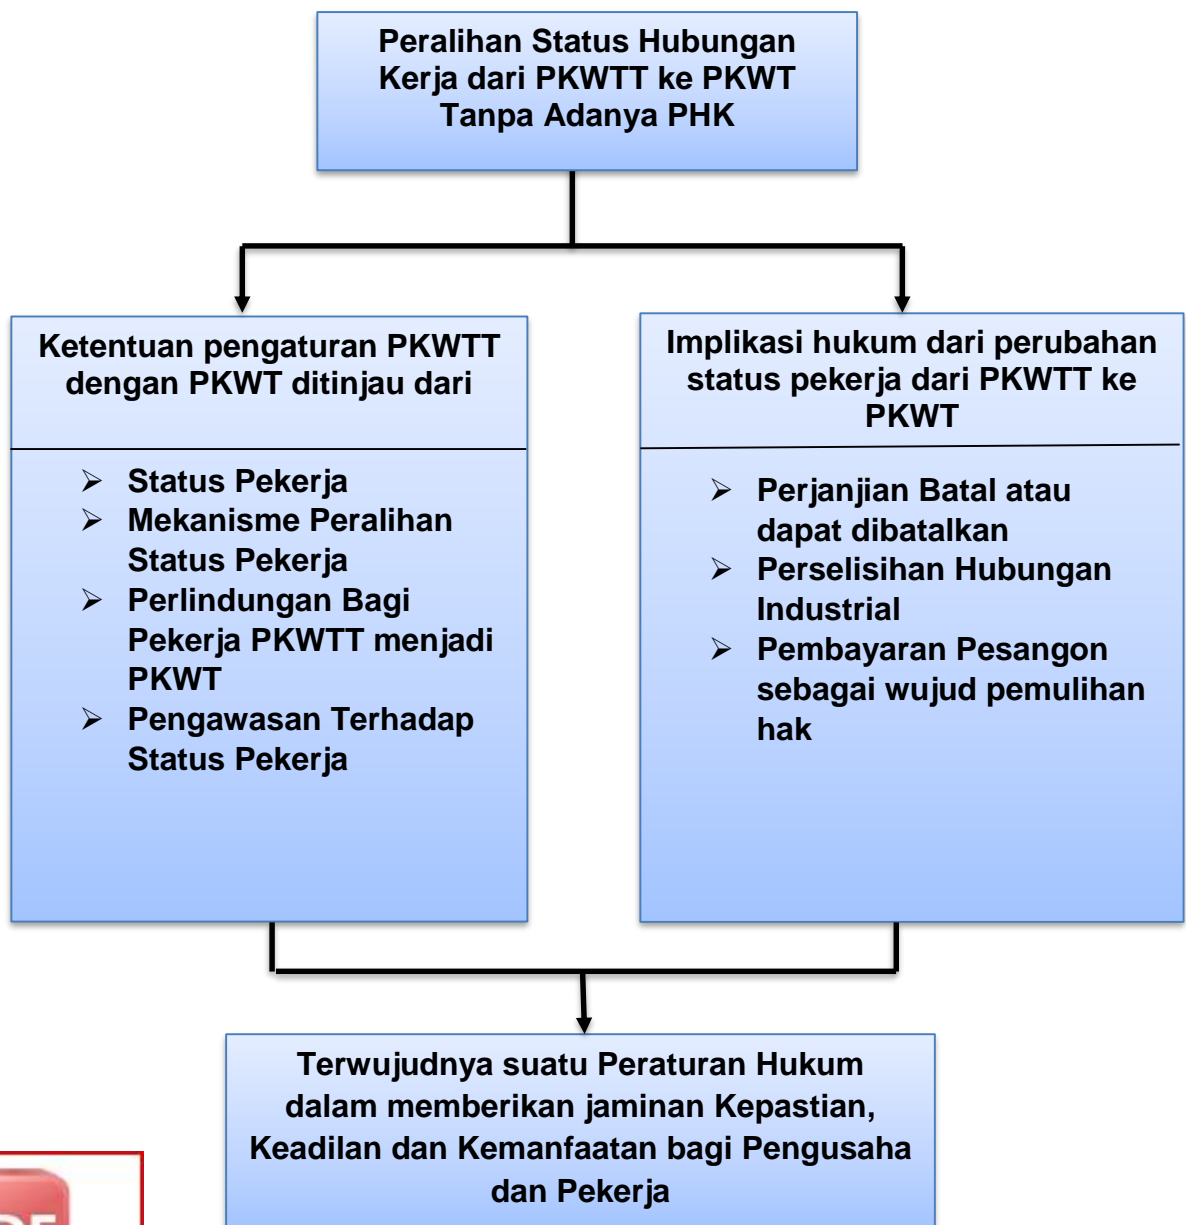 Peralihan Status Hubungan
Kerja dari PKWTT ke PKWT
Tanpa Adanya PHK
Ketentuan pengaturan PKWTT
dengan PKWT ditinjau dari
➢ Status Pekerja
➢ Mekanisme Peralihan
Status Pekerja
➢ Perlindungan Bagi
Pekerja PKWTT menjadi
PKWT
➢ Pengawasan Terhadap
Status Pekerja
Implikasi hukum dari perubahan
status pekerja dari PKWTT ke
PKWT
➢ Perjanjian Batal atau
dapat dibatalkan
➢ Perselisihan Hubungan
Industrial
➢ Pembayaran Pesangon
sebagai wujud pemulihan
hak
Terwujudnya suatu Peraturan Hukum
dalam memberikan jaminan Kepastian,
Keadilan dan Kemanfaatan bagi Pengusaha
dan Pekerja